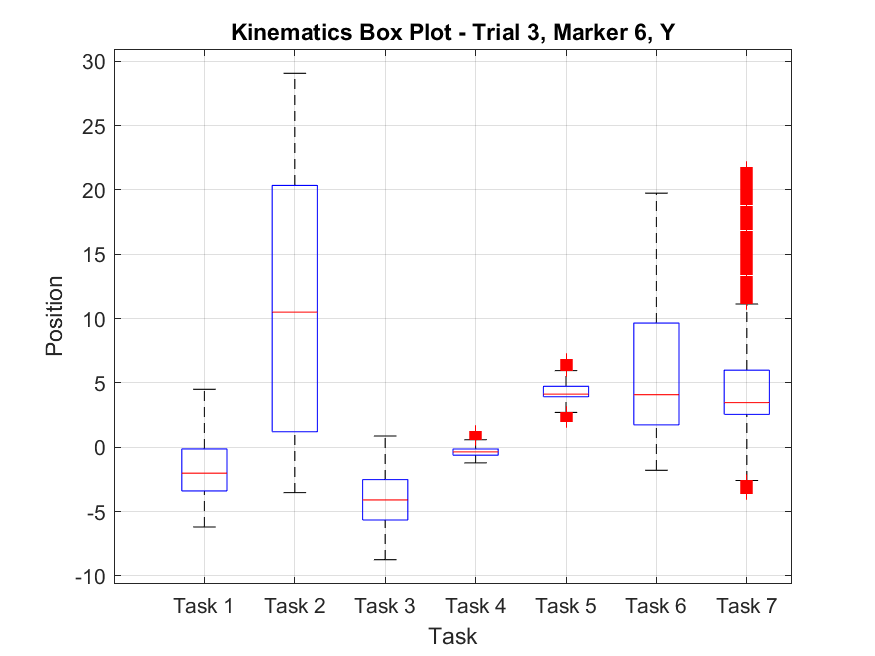 Kinematics Box Plot - Trial 3, Marker 6, Y
30
25
20
15
10
5
0
-5
-10
Position
Task 1 Task 2 Task 3 Task 4 Task 5 Task 6 Task 7
Task